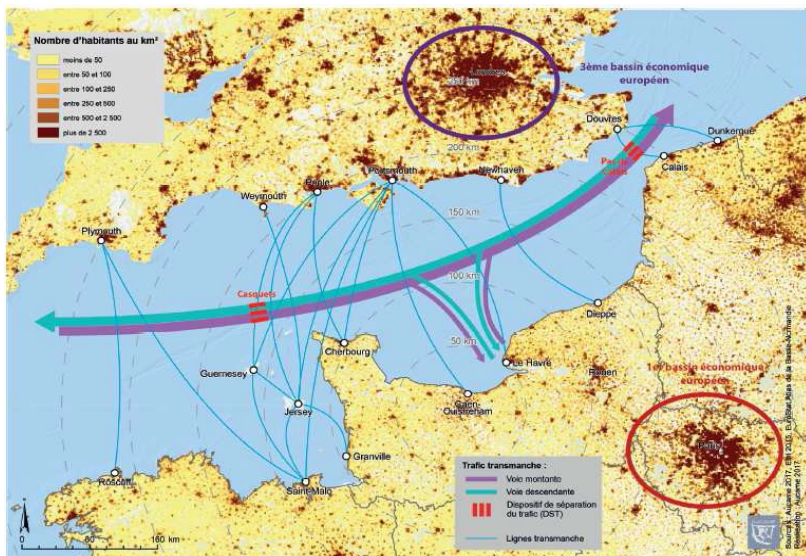 Nombre d'habitants au km²
moins de 50
entre 50 et 100
entre 100 et 250
entre 250 et 500
entre 500 et 2 500
plus de 2 500
3ème bassin économique
européen
Douvres
Dunkerque
Calais
200 km
Newhaven
Portsmouth
Weymouth
Plymouth
150 km
100 km
50 km
Casquets
Dieppe
Cherbourg
Le Havre
Rouen
Guernesey
Jersey
Caen-
Ouistreham
Granville
Roscoff
Saint-Malo
1er bassin économique
européen
Trafic transmanche :
Voie montante
Voie descendante
Dispositif de séparation
du trafic (DST)
Lignes transmanche
N
0
80
160 km